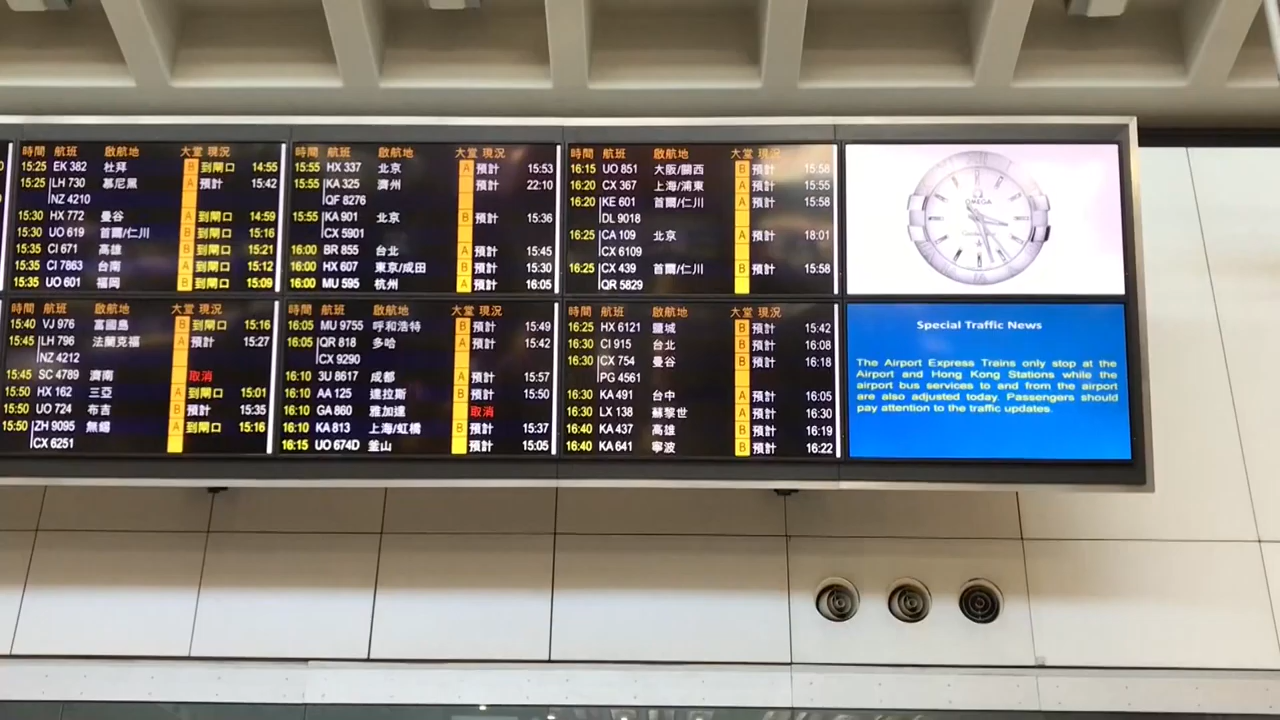 時間 航班 啟航地 大堂 現況
15:25 EK 382 杜拜 B 到閘口 14:55
15:25 LH 730 慕尼黑 A 預計 15:42
NZ 4210
15:30 HX 772 曼谷 A 到閘口 14:59
15:30 UO 619 首爾/仁川 B 到閘口 15:16
15:35 CI 671 高雄 B 到閘口 15:21
15:35 CI 7863 台南 B 到閘口 15:12
15:35 UO 601 福岡 B 到閘口 15:09
時間 航班 啟航地 大堂 現況
15:55 HX 337 北京 A 預計 15:53
15:55 KA 325 濟州 A 預計 22:10
QF 8276
15:55 KA 901 北京 B 預計 15:36
CX 5901
16:00 BR 855 台北 A 預計 15:45
16:00 HX 607 東京/成田 B 預計 15:30
16:00 MU 595 杭州 A 預計 16:05
時間 航班 啟航地 大堂 現況
16:15 UO 851 大阪/關西 B 預計 15:58
16:20 CX 367 上海/浦東 A 預計 15:55
16:20 KE 601 首爾/仁川 A 預計 15:58
DL 9018
16:25 CA 109 北京 A 預計 18:01
CX 6109
16:25 CX 439 首爾/仁川 B 預計 15:58
QR 5829
OMEGA
時間 航班 啟航地 大堂 現況
15:40 VJ 976 富國島 B 到閘口 15:16
15:45 LH 796 法蘭克福 A 預計 15:27
NZ 4212
15:45 SC 4789 濟南 取消
15:50 HX 162 三亞 A 到閘口 15:01
15:50 UO 724 布吉 B 預計 15:35
15:50 ZH 9095 無錫 A 到閘口 15:16
CX 6251
時間 航班 啟航地 大堂 現況
16:05 MU 9755 呼和浩特 B 預計 15:49
16:05 QR 818 多哈 A 預計 15:42
CX 9290
16:10 3U 8617 成都 A 預計 15:57
16:10 AA 125 達拉斯 B 預計 15:50
16:10 GA 860 雅加達 取消
16:10 KA 813 上海/虹橋 B 預計 15:37
16:15 UO 674D 釜山 預計 15:05
時間 航班 啟航地 大堂 現況
16:25 HX 6121 鹽城 B 預計 15:42
16:30 CI 915 台北 B 預計 16:08
16:30 CX 754 曼谷 B 預計 16:18
PG 4561
16:30 KA 491 台中 A 預計 16:05
16:30 LX 138 蘇黎世 A 預計 16:30
16:40 KA 437 高雄 B 預計 16:19
16:40 KA 641 寧波 B 預計 16:22
Special Traffic News
The Airport Express Trains only stop at the
Airport and Hong Kong Stations while the
airport bus services to and from the airport
are also adjusted today. Passengers should
pay attention to the traffic updates.